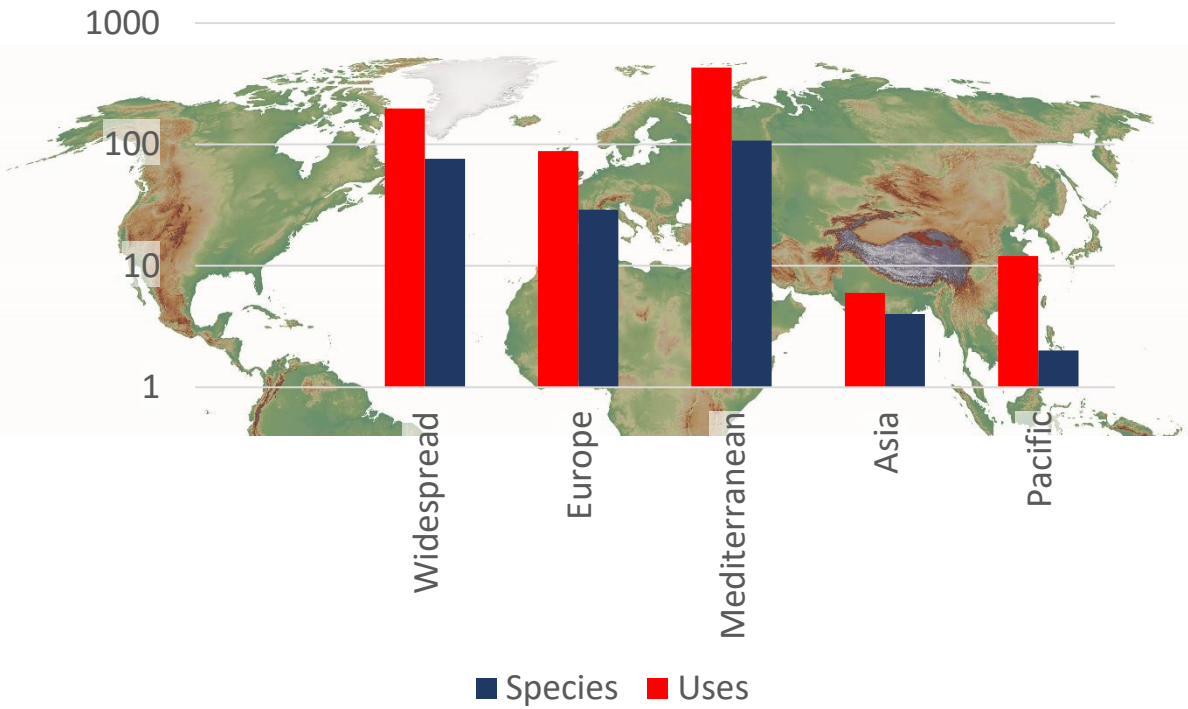 1000
100
10
1
Widespread
Europe
Mediterranean
Asia
Pacific
Species Uses